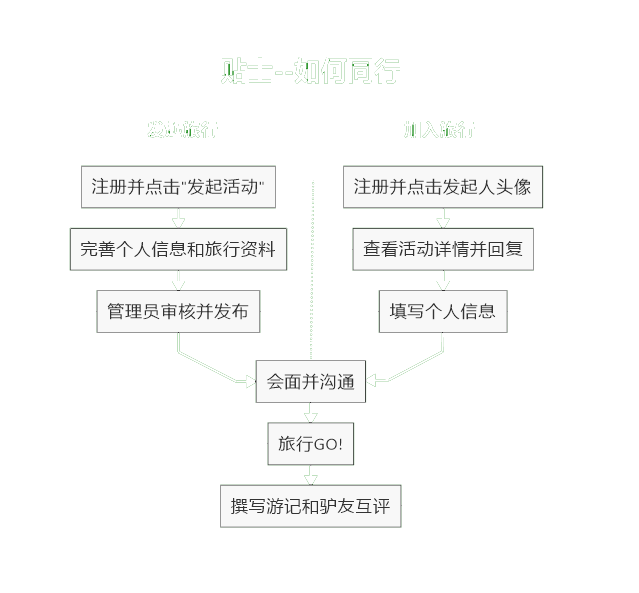 贴士--如何同行
发起旅行
加入旅行
注册并点击"发起活动"
注册并点击发起人头像
完善个人信息和旅行资料
查看活动详情并回复
管理员审核并发布
填写个人信息
会面并沟通
旅行GO!
撰写游记和驴友互评